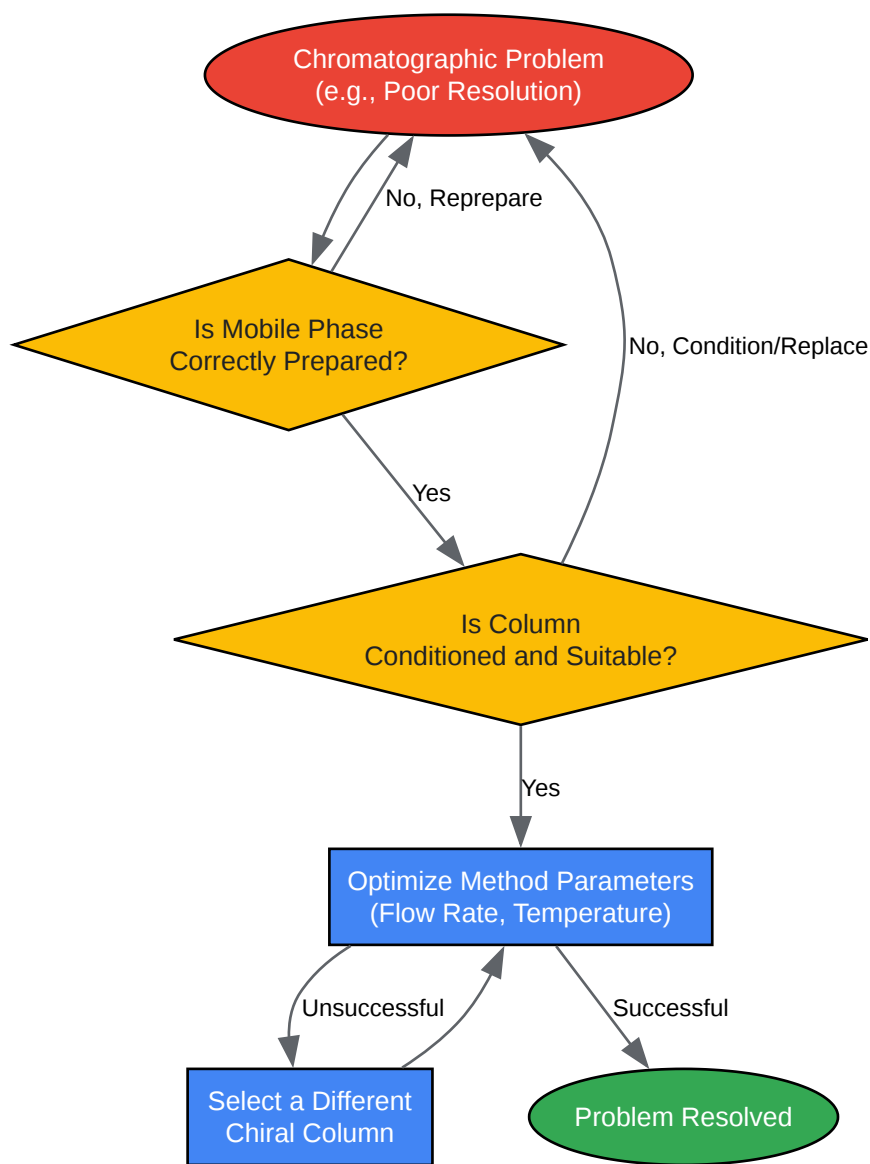 Chromatographic Problem
(e.g., Poor Resolution)
No, Reprepare
Is Mobile Phase
Correctly Prepared?
No, Condition/Replace
Yes
Is Column
Conditioned and Suitable?
Yes
Optimize Method Parameters
(Flow Rate, Temperature)
Unsuccessful
Successful
Select a Different
Chiral Column
Problem Resolved